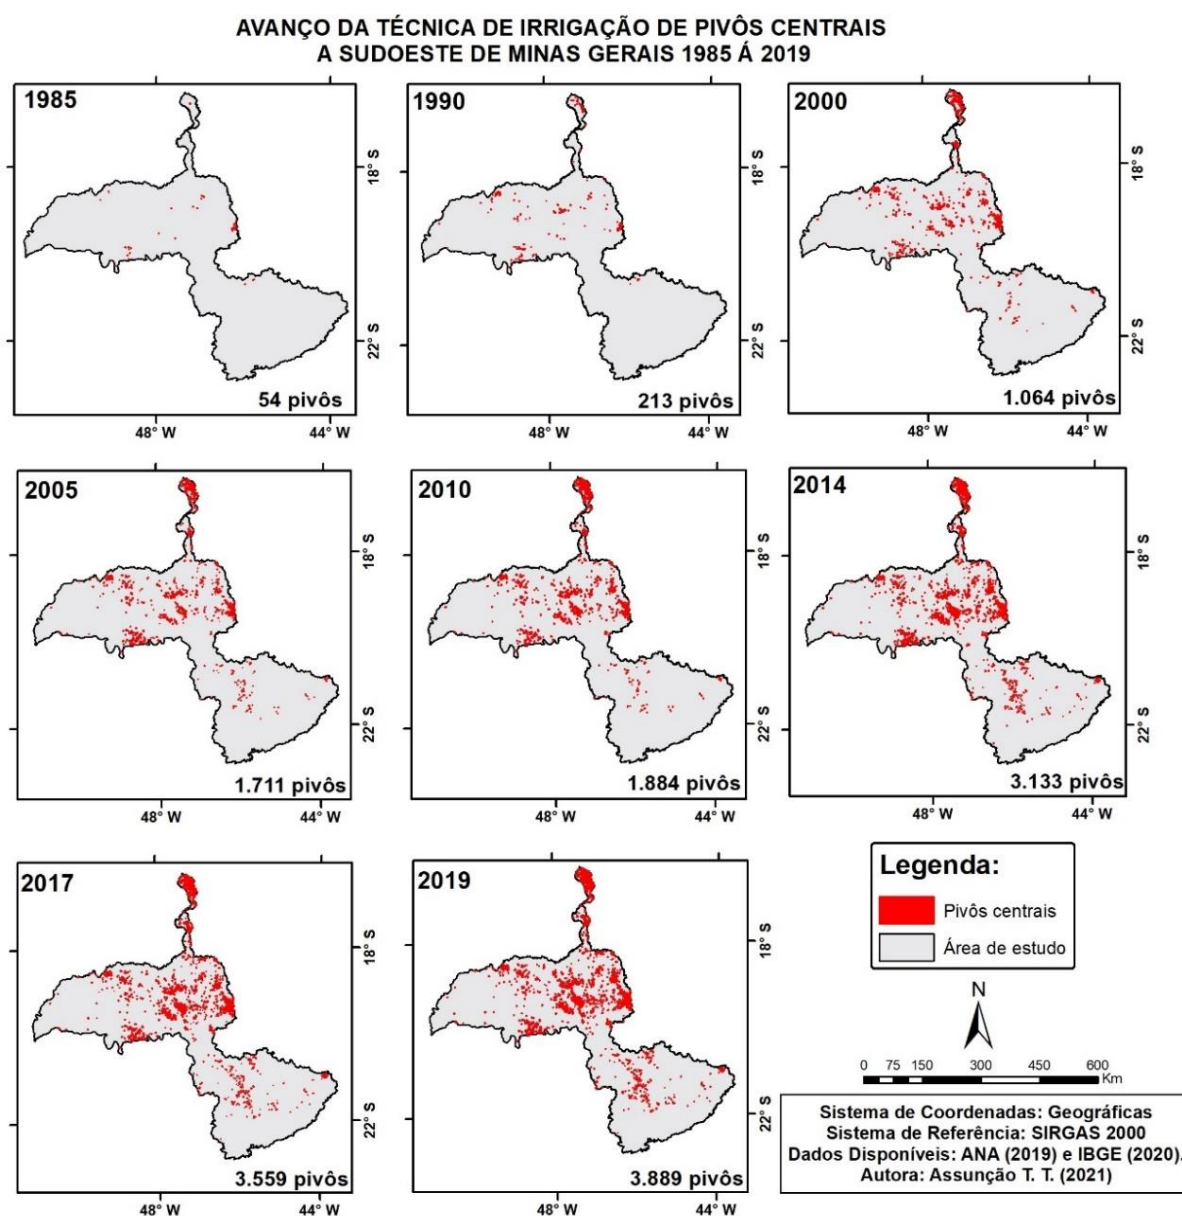 AVANÇO DA TÉCNICA DE IRRIGAÇÃO DE PIVÔS CENTRAIS
A SUDOESTE DE MINAS GERAIS 1985 Á 2019
1985
18° S
22° S
54 pivôs
48° W
44° W
1990
18° S
22° S
213 pivôs
48° W
44° W
2000
18° S
22° S
1.064 pivôs
48° W
44° W
2005
18° S
22° S
1.711 pivôs
48° W
44° W
2010
18° S
22° S
1.884 pivôs
48° W
44° W
2014
18° S
22° S
3.133 pivôs
48° W
44° W
2017
18° S
22° S
3.559 pivôs
48° W
44° W
2019
18° S
22° S
3.889 pivôs
48° W
44° W
Legenda:
Pivôs centrais
Área de estudo
N
0 75 150 300 450 600
Km
Sistema de Coordenadas: Geográficas
Sistema de Referência: SIRGAS 2000
Dados Disponíveis: ANA (2019) e IBGE (2020).
Autora: Assunção T. T. (2021)